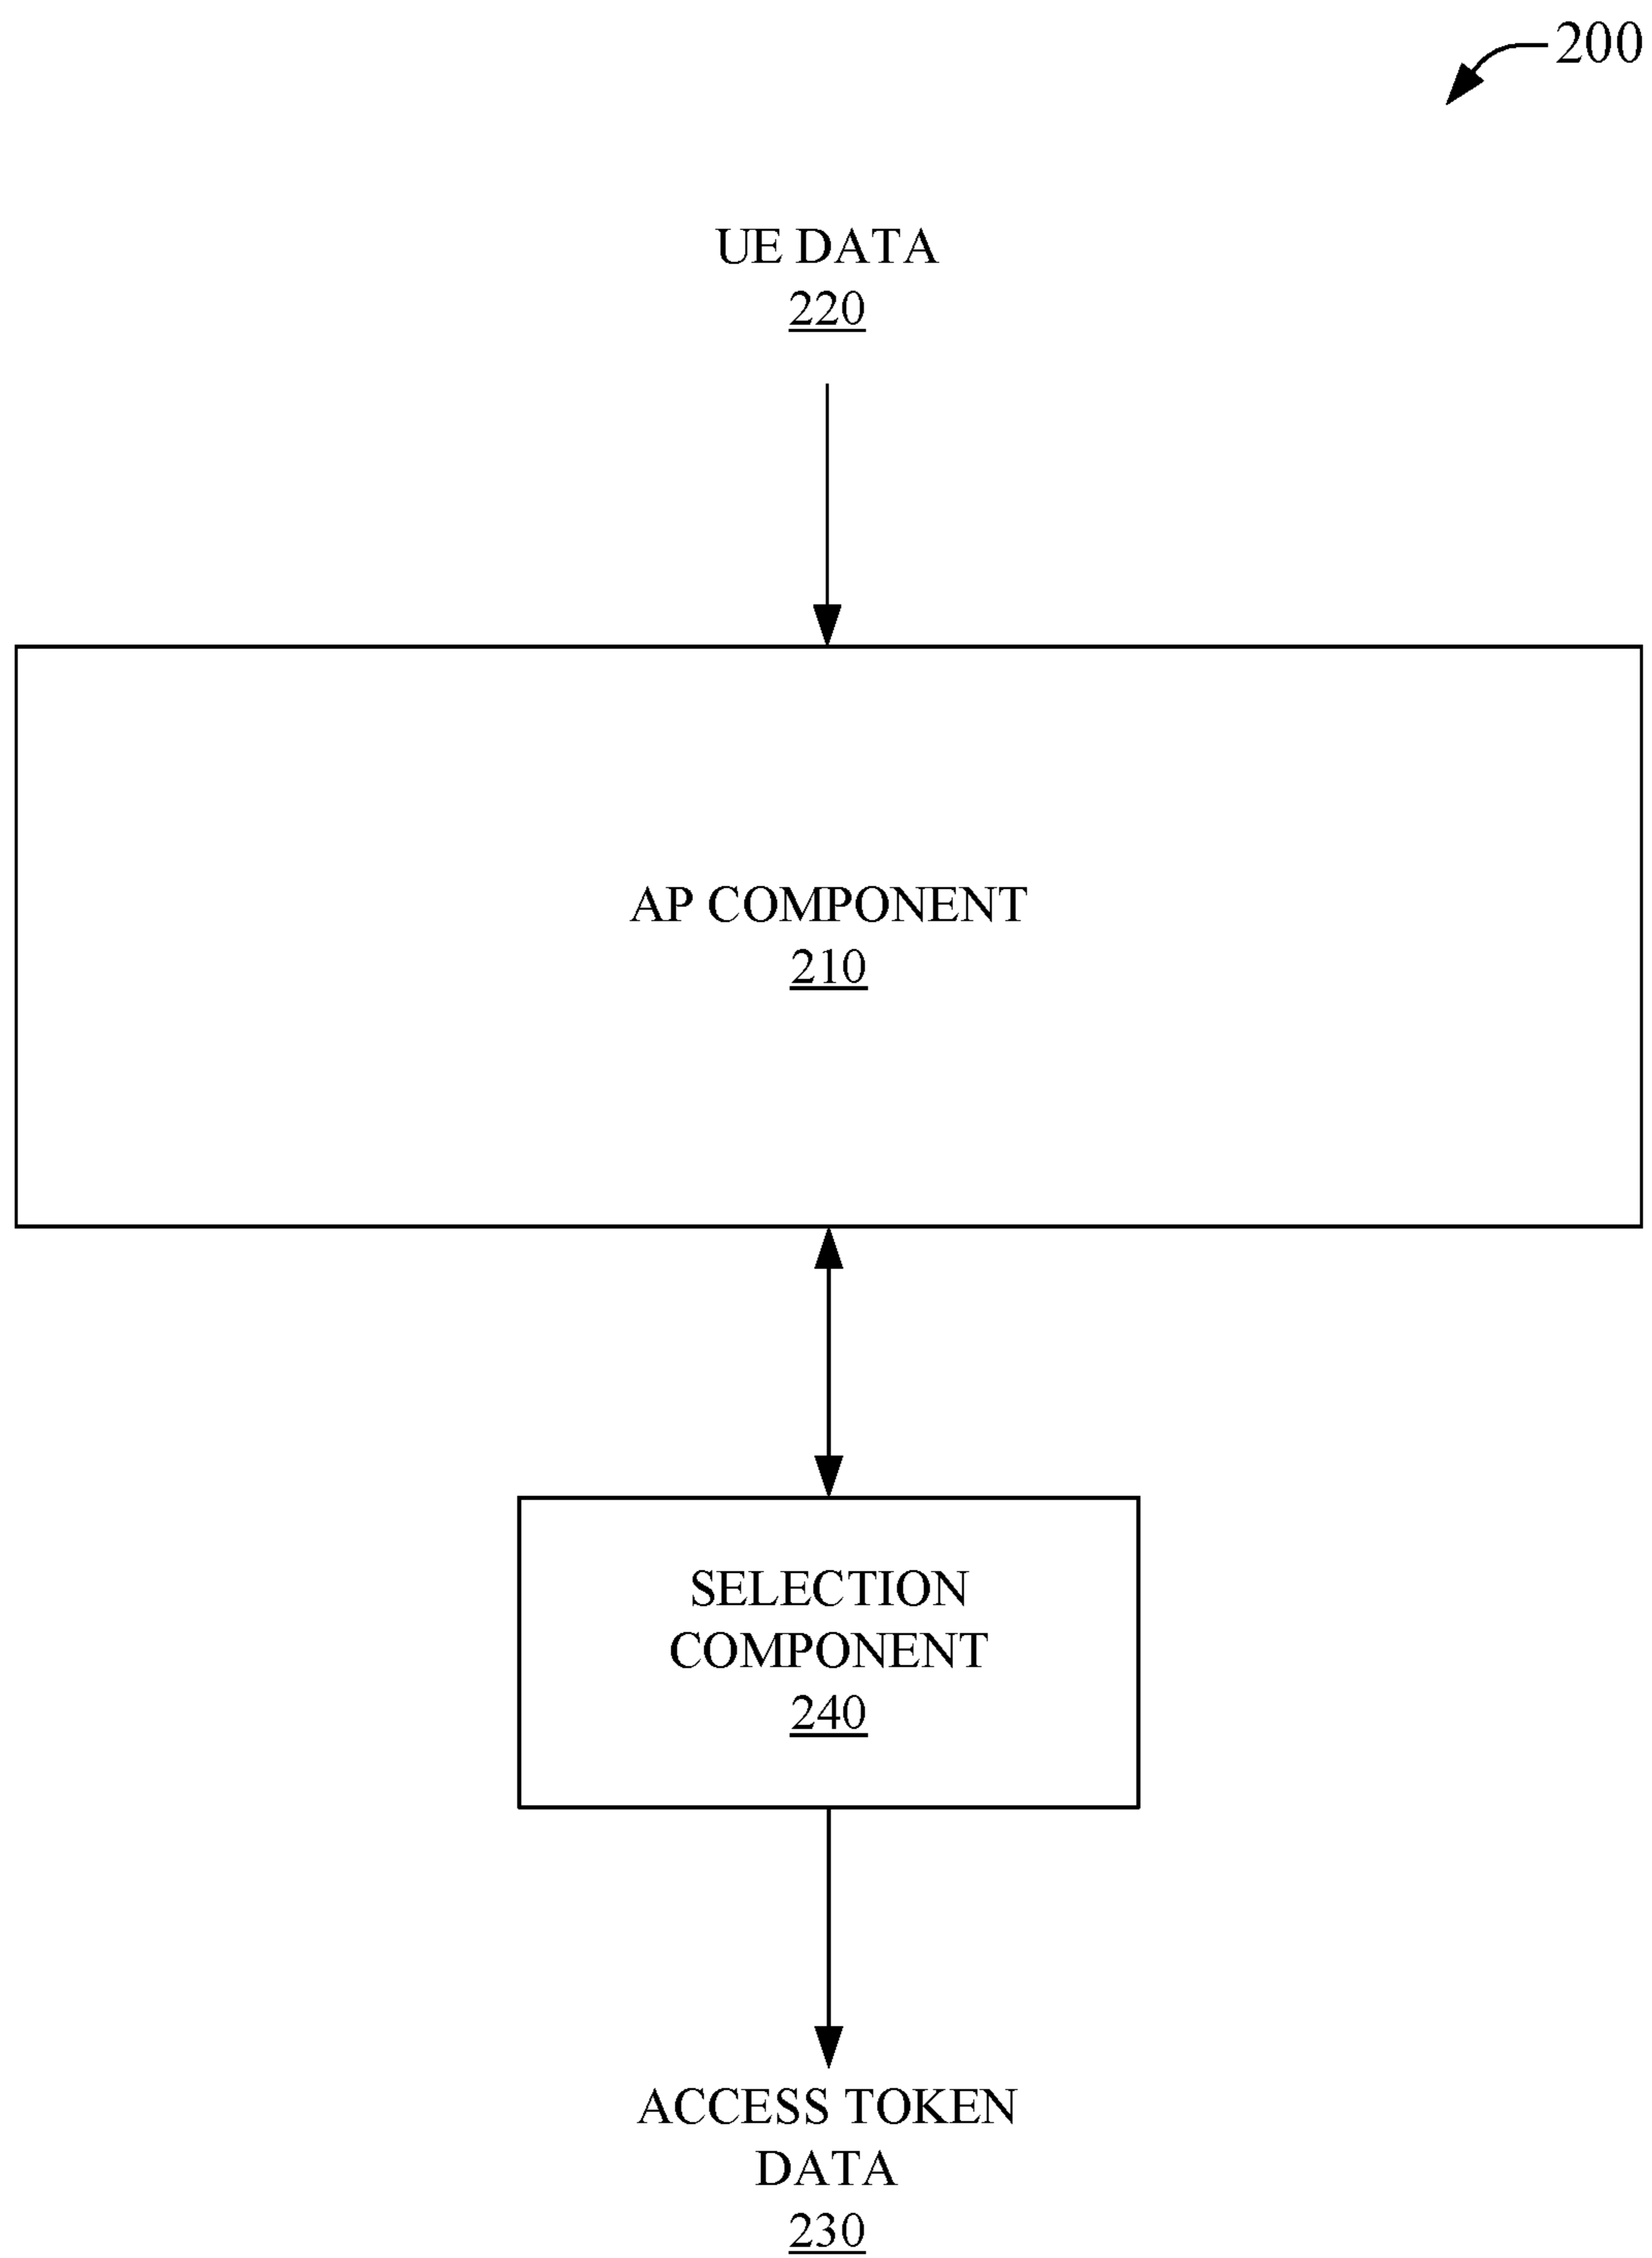 200
UE DATA
220
AP COMPONENT
210
SELECTION
COMPONENT
240
ACCESS TOKEN
DATA
230